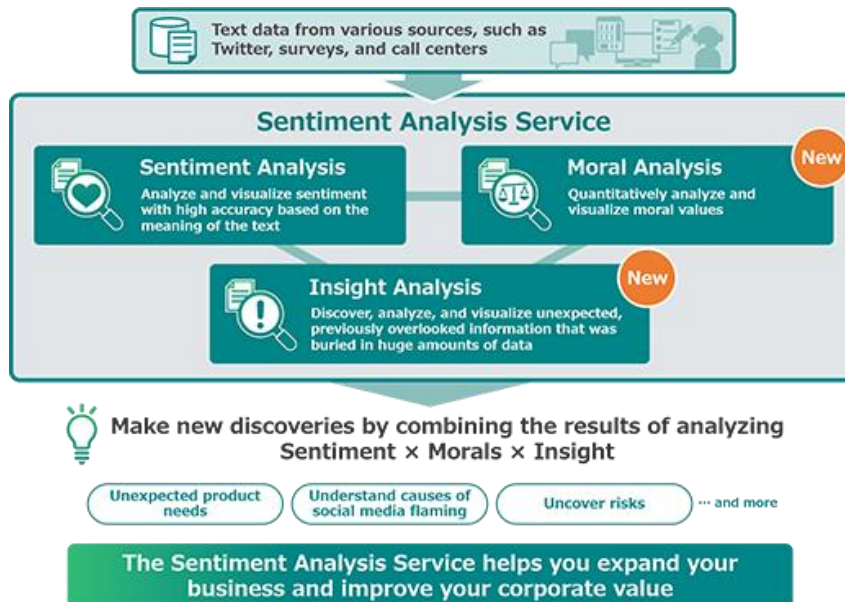 Text data from various sources, such as
Twitter, surveys, and call centers
Sentiment Analysis Service
Sentiment Analysis
Analyze and visualize sentiment
with high accuracy based on the
meaning of the text
Moral Analysis
Quantitatively analyze and
visualize moral values
New
Insight Analysis
Discover, analyze, and visualize unexpected,
previously overlooked information that was
buried in huge amounts of data
New
Make new discoveries by combining the results of analyzing
Sentiment × Morals × Insight
Unexpected product
needs
Understand causes of
social media flaming
Uncover risks
··· and more
The Sentiment Analysis Service helps you expand your
business and improve your corporate value